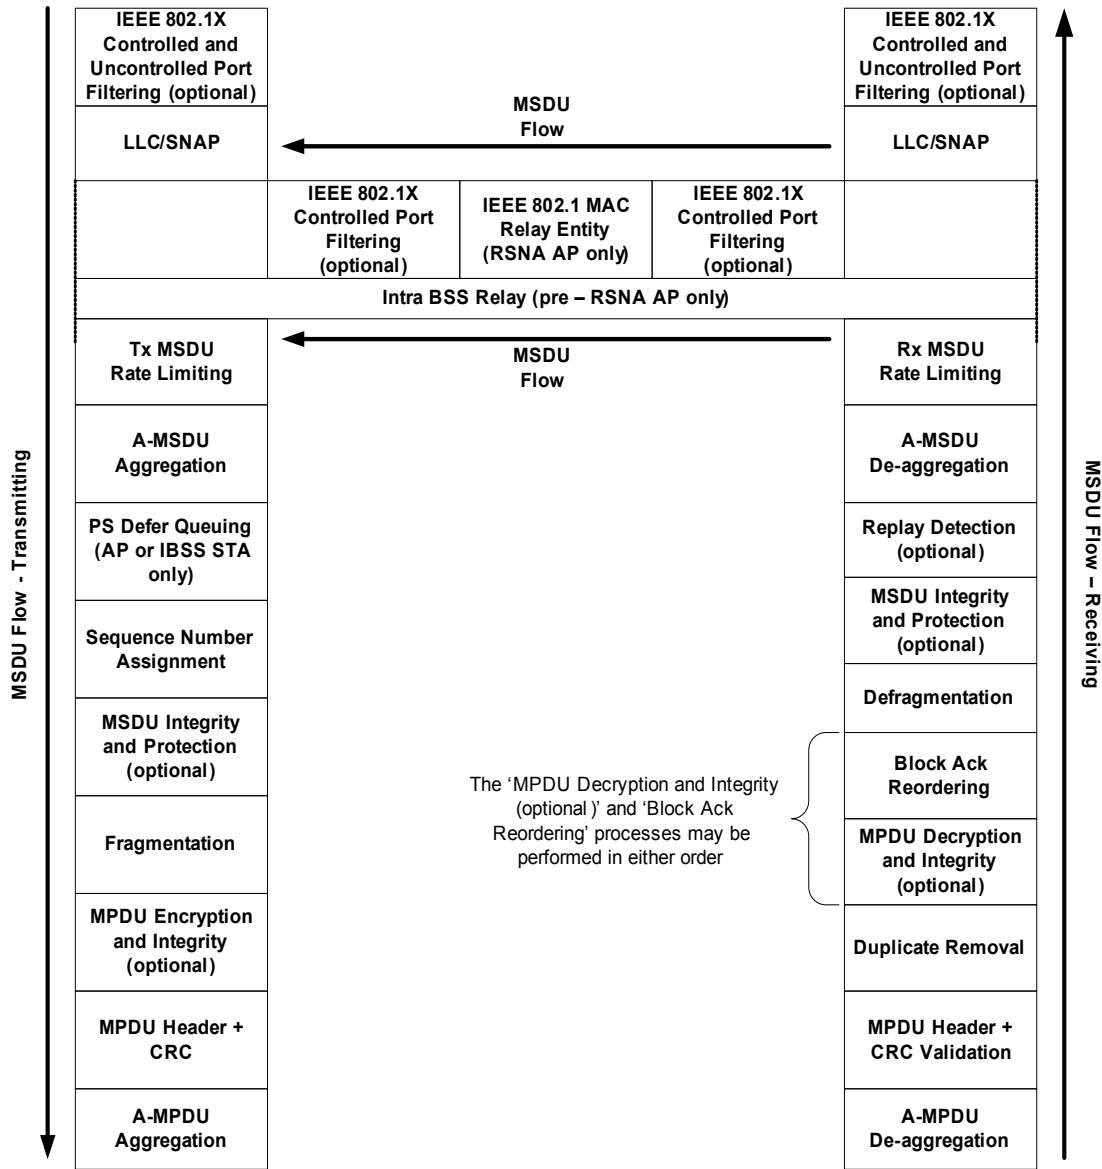 IEEE 802.1X
Controlled and
Uncontrolled Port
Filtering (optional)
IEEE 802.1X
Controlled and
Uncontrolled Port
Filtering (optional)
LLC/SNAP
MSDU
Flow
LLC/SNAP
IEEE 802.1X
Controlled Port
Filtering
(optional)
IEEE 802.1 MAC
Relay Entity
(RSNA AP only)
IEEE 802.1X
Controlled Port
Filtering
(optional)
Intra BSS Relay (pre – RSNA AP only)
MSDU
Flow
MSDU Flow - Transmitting
Tx MSDU
Rate Limiting
A-MSDU
Aggregation
PS Defer Queuing
(AP or IBSS STA
only)
Sequence Number
Assignment
MSDU Integrity
and Protection
(optional)
Fragmentation
MPDU Encryption
and Integrity
(optional)
MPDU Header +
CRC
A-MPDU
Aggregation
The ‘MPDU Decryption and Integrity
(optional)’ and ‘Block Ack
Reordering’ processes may be
performed in either order
Rx MSDU
Rate Limiting
A-MSDU
De-aggregation
Replay Detection
(optional)
MSDU Integrity
and Protection
(optional)
Defragmentation
Block Ack
Reordering
MPDU Decryption
and Integrity
(optional)
Duplicate Removal
MPDU Header +
CRC Validation
A-MPDU
De-aggregation
MSDU Flow – Receiving